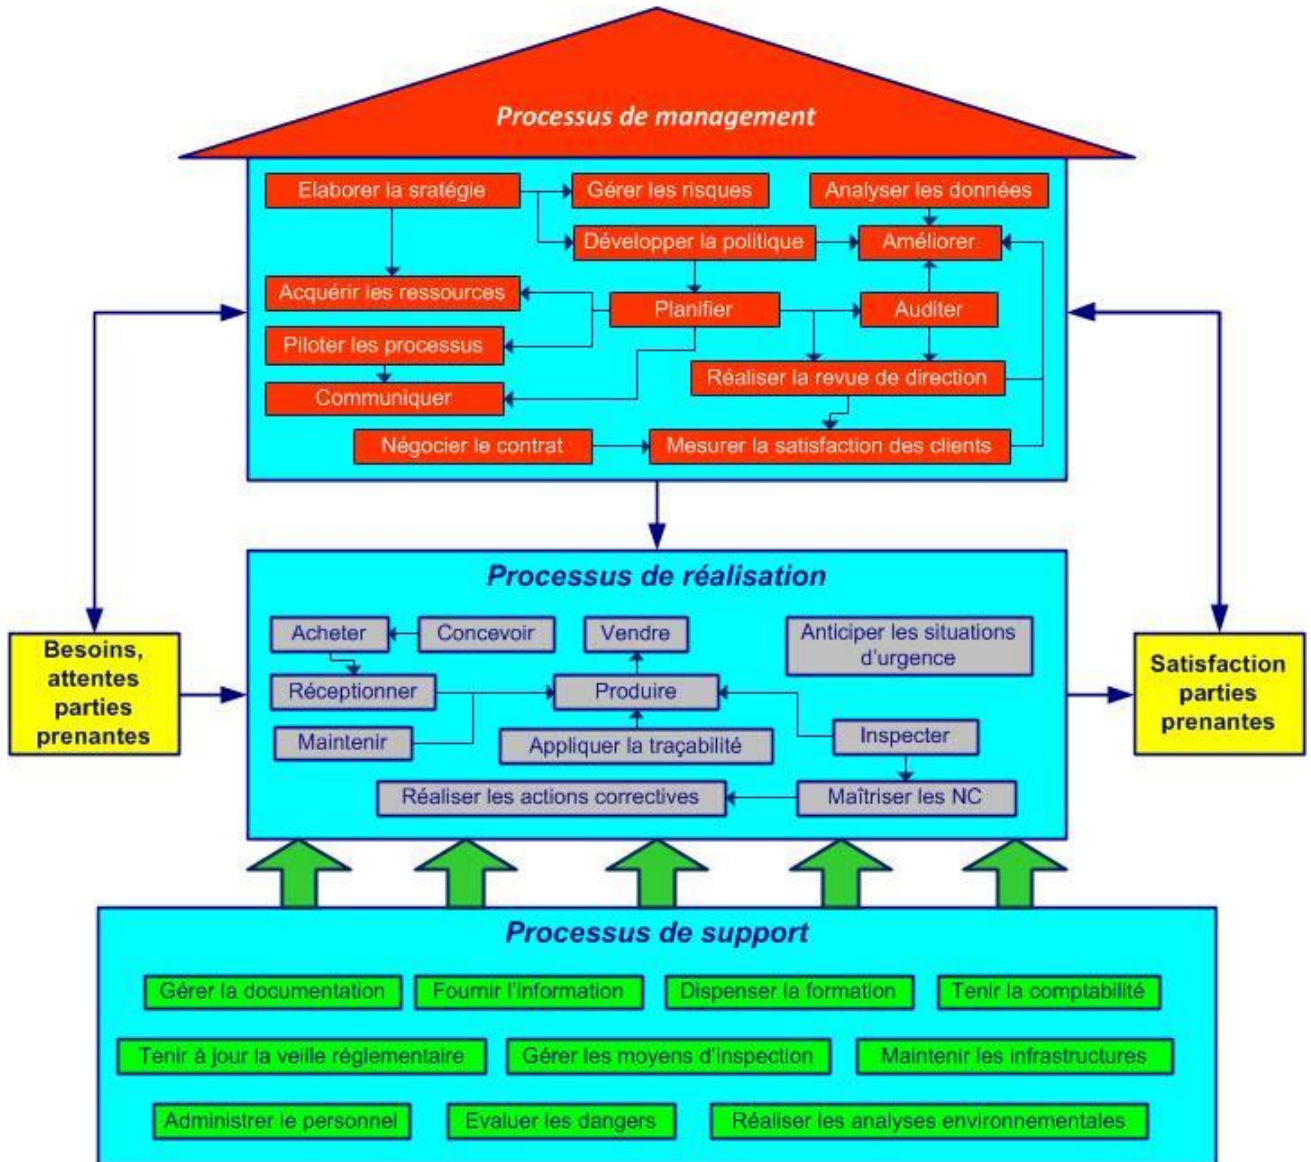 Processus de management
Elaborer la sratégie
Gérer les risques
Analyser les données
Développer la politique
Améliorer
Acquérir les ressources
Planifier
Auditer
Piloter les processus
Réaliser la revue de direction
Communiquer
Négocier le contrat
Mesurer la satisfaction des clients
Processus de réalisation
Acheter
Concevoir
Vendre
Anticiper les situations
d'urgence
Réceptionner
Produire
Maintenir
Appliquer la traçabilité
Inspecter
Réaliser les actions correctives
Maîtriser les NC
Besoins,
attentes
parties
prenantes
Satisfaction
parties
prenantes
Processus de support
Gérer la documentation
Fournir l'information
Dispenser la formation
Tenir la comptabilité
Tenir à jour la veille réglementaire
Gérer les moyens d'inspection
Maintenir les infrastructures
Administrer le personnel
Evaluer les dangers
Réaliser les analyses environnementales